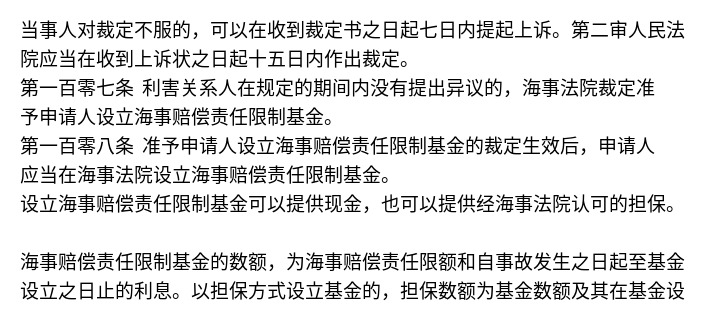 当事人对裁定不服的，可以在收到裁定书之日起七日内提起上诉。第二审人民法
院应当在收到上诉状之日起十五日内作出裁定。
第一百零七条 利害关系人在规定的期间内没有提出异议的，海事法院裁定准
予申请人设立海事赔偿责任限制基金。
第一百零八条 准予申请人设立海事赔偿责任限制基金的裁定生效后，申请人
应当在海事法院设立海事赔偿责任限制基金。
设立海事赔偿责任限制基金可以提供现金，也可以提供经海事法院认可的担保。
海事赔偿责任限制基金的数额，为海事赔偿责任限额和自事故发生之日起至基金
设立之日止的利息。以担保方式设立基金的，担保数额为基金数额及其在基金设